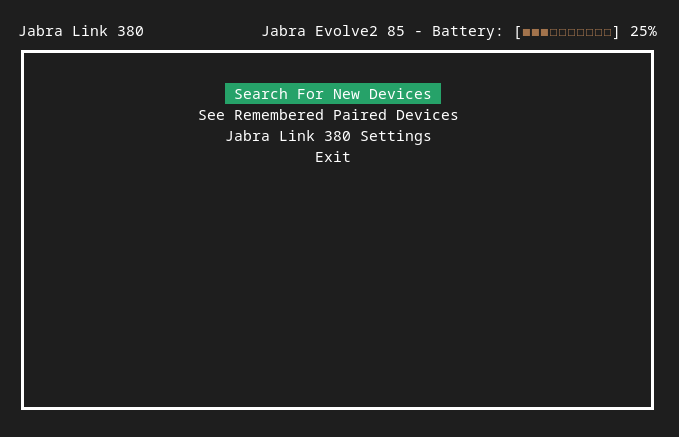 Jabra Link 380 Jabra Evolve2 85 - Battery: [■■■□□□□□□□] 25%
Search For New Devices
See Remembered Paired Devices
Jabra Link 380 Settings
Exit